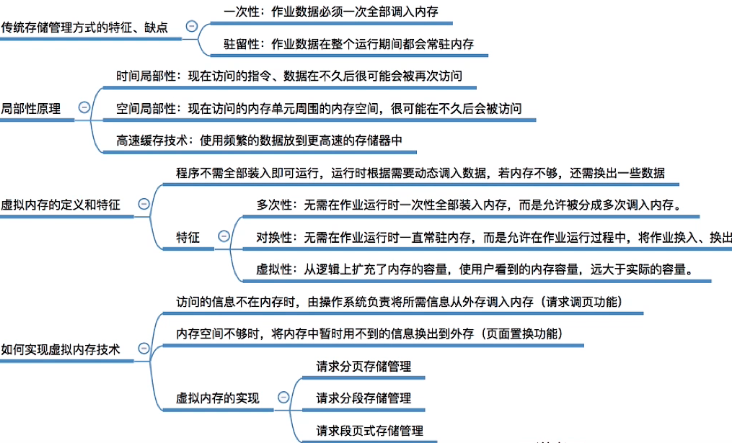 传统存储管理方式的特征、缺点
一次性：作业数据必须一次全部调入内存
驻留性：作业数据在整个运行期间都会常驻内存
局部性原理
时间局部性：现在访问的指令、数据在不久后很可能会被再次访问
空间局部性：现在访问的内存单元周围的内存空间，很可能在不久后会被访问
高速缓存技术：使用频繁的数据放到更高速的存储器中
虚拟内存的定义和特征
程序不需全部装入即可运行，运行时根据需要动态调入数据，若内存不够，还需换出一些数据
特征
多次性：无需在作业运行时一次性全部装入内存，而是允许被分成多次调入内存。
对换性：无需在作业运行时一直常驻内存，而是允许在作业运行过程中，将作业换入、换出
虚拟性：从逻辑上扩充了内存的容量，使用户看到的内存容量，远大于实际的容量。
如何实现虚拟内存技术
访问的信息不在内存时，由操作系统负责将所需信息从外存调入内存（请求调页功能）
内存空间不够时，将内存中暂时用不到的信息换出到外存（页面置换功能）
虚拟内存的实现
请求分页存储管理
请求分段存储管理
请求段页式存储管理